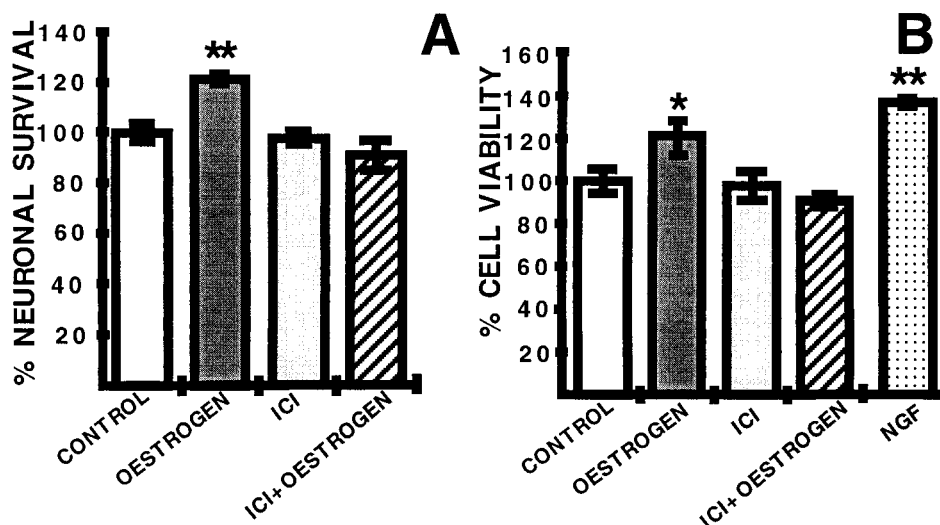 A
% NEURONAL SURVIVAL
140
120
100
80
60
40
20
**
CONTROL
OESTROGEN
ICI
ICI+OESTROGEN
B
% CELL VIABILITY
160
140
120
100
80
60
40
20
*
**
CONTROL
OESTROGEN
ICI
ICI+OESTROGEN
NGF